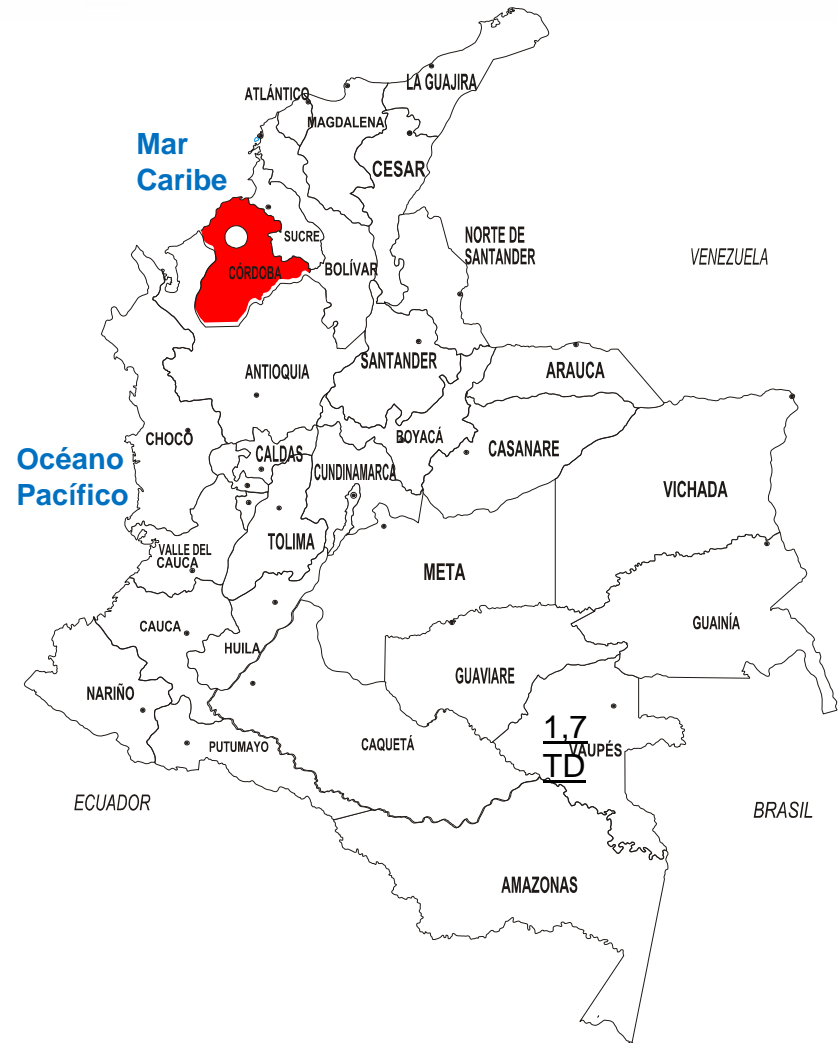 LA GUAJIRA
ATLÁNTICO
MAGDALENA
Mar
Caribe
CESAR
SUCRE
NORTE DE
SANTANDER
VENEZUELA
CÓRDOBA
BOLÍVAR
SANTANDER
ARAUCA
ANTIOQUIA
CHOCÓ
BOYACÁ
CASANARE
CALDAS
Océano
Pacífico
CUNDINAMARCA
VICHADA
TOLIMA
VALLE DEL
CAUCA
META
CAUCA
GUAINÍA
HUILA
GUAVIARE
NARIÑO
1,7
TD
VAUPÉS
PUTUMAYO
CAQUETÁ
ECUADOR
BRASIL
AMAZONAS